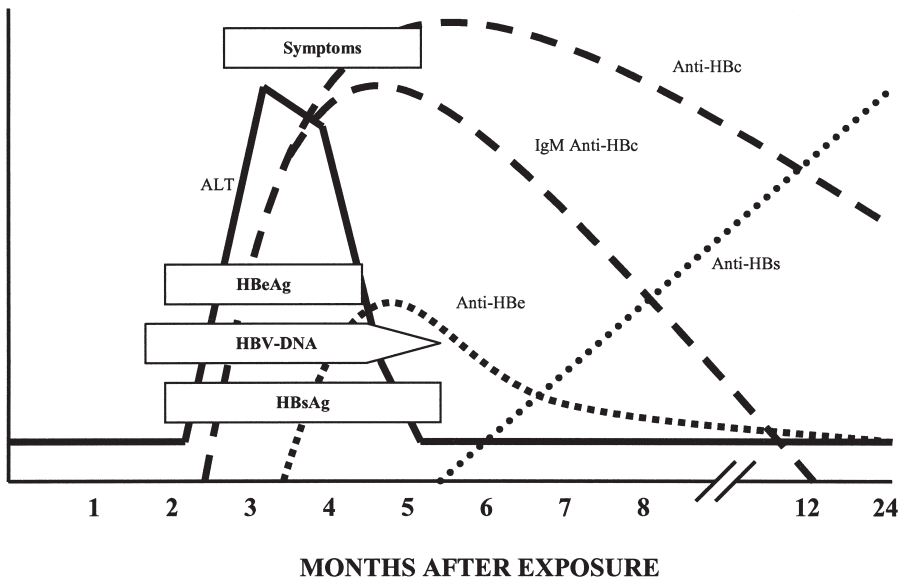 Symptoms
Anti-HBc
IgM Anti-HBc
ALT
Anti-HBs
HBeAg
Anti-HBe
HBV-DNA
HBsAg
1 2 3 4 5 6 7 8 12 24
MONTHS AFTER EXPOSURE